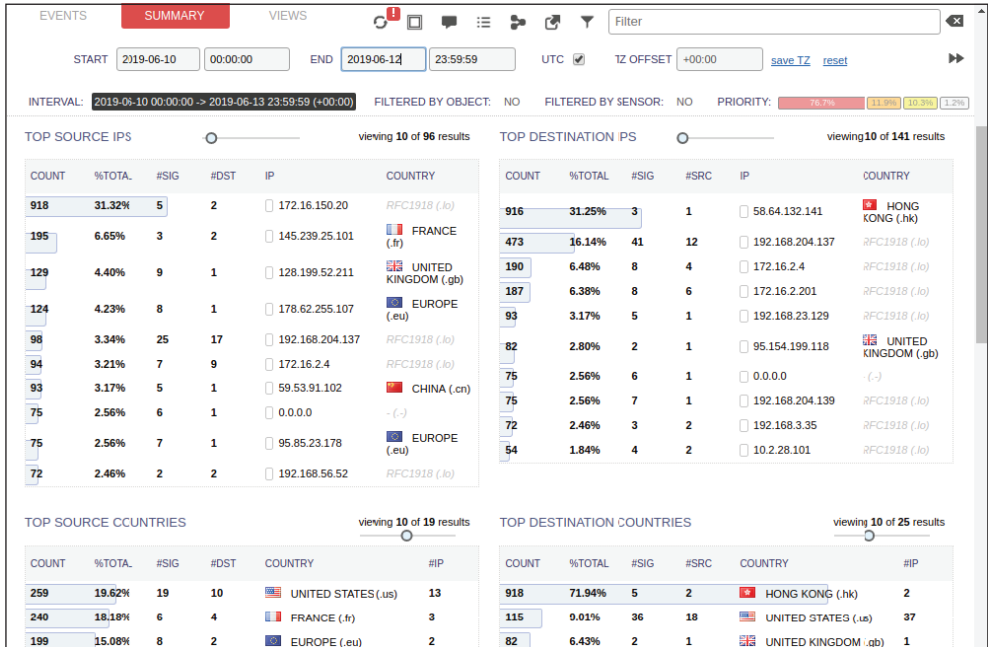 EVENTS SUMMARY VIEWS ! Filter
START 2019-06-10 00:00:00 END 2019-06-12 23:59:59 UTC TZ OFFSET +00:00 save TZ reset
INTERVAL: 2019-06-10 00:00:00 -> 2019-06-13 23:59:59 (+00:00) FILTERED BY OBJECT: NO FILTERED BY SENSOR: NO PRIORITY: 76.7% 11.9% 10.3% 1.2%
TOP SOURCE IPS viewing 10 of 96 results
COUNT %TOTAL #SIG #DST IP COUNTRY
918 31.32% 5 2 172.16.150.20 RFC1918 (.lo)
195 6.65% 3 2 145.239.25.101 FRANCE
(.fr)
129 4.40% 9 1 128.199.52.211 UNITED
KINGDOM (.gb)
124 4.23% 8 1 178.62.255.107 EUROPE
(.eu)
98 3.34% 25 17 192.168.204.137 RFC1918 (.lo)
94 3.21% 7 9 172.16.2.4 RFC1918 (.lo)
93 3.17% 5 1 59.53.91.102 CHINA (.cn)
75 2.56% 6 1 0.0.0.0 - (.-)
75 2.56% 7 1 95.85.23.178 EUROPE
(.eu)
72 2.46% 2 2 192.168.56.52 RFC1918 (.lo)
TOP DESTINATION IPS viewing 10 of 141 results
COUNT %TOTAL #SIG #SRC IP COUNTRY
916 31.25% 3 1 58.64.132.141 HONG
KONG (.hk)
473 16.14% 41 12 192.168.204.137 RFC1918 (.lo)
190 6.48% 8 4 172.16.2.4 RFC1918 (.lo)
187 6.38% 8 6 172.16.2.201 RFC1918 (.lo)
93 3.17% 5 1 192.168.23.129 RFC1918 (.lo)
82 2.80% 2 1 95.154.199.118 UNITED
KINGDOM (.gb)
75 2.56% 6 1 0.0.0.0 - (.-)
75 2.56% 7 1 192.168.204.139 RFC1918 (.lo)
72 2.46% 3 2 192.168.3.35 RFC1918 (.lo)
54 1.84% 4 2 10.2.28.101 RFC1918 (.lo)
TOP SOURCE COUNTRIES viewing 10 of 19 results
COUNT %TOTAL #SIG #DST COUNTRY #IP
259 19.62% 19 10 UNITED STATES (.us) 13
240 18.18% 6 4 FRANCE (.fr) 3
199 15.08% 8 2 EUROPE (.eu) 2
TOP DESTINATION COUNTRIES viewing 10 of 25 results
COUNT %TOTAL #SIG #SRC COUNTRY #IP
918 71.94% 5 2 HONG KONG (.hk) 2
115 9.01% 36 18 UNITED STATES (.us) 37
82 6.43% 2 1 UNITED KINGDOM (.gb) 1